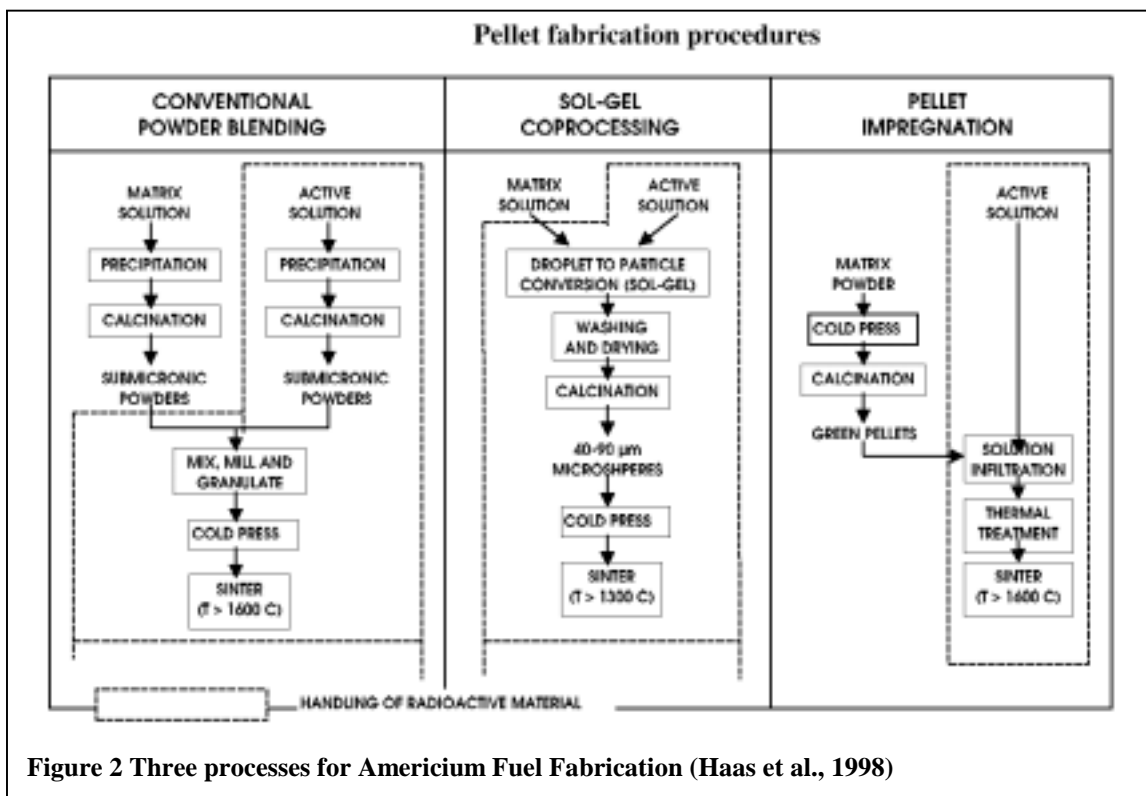 Pellet fabrication procedures
CONVENTIONAL
POWDER BLENDING
MATRIX
SOLUTION
ACTIVE
SOLUTION
PRECIPITATION
PRECIPITATION
CALCINATION
CALCINATION
SUBMICRONIC
POWDERS
SUBMICRONIC
POWDERS
MIX, MILL AND
GRANULATE
COLD PRESS
SINTER
(T > 1600 C)
SOL-GEL
COPROCESSING
MATRIX
SOLUTION
ACTIVE
SOLUTION
DROPLET TO PARTICLE
CONVERSION (SOL-GEL)
WASHING
AND DRYING
CALCINATION
40-90 µm
MICROSHPERES
COLD PRESS
SINTER
(T > 1300 C)
PELLET
IMPREGNATION
ACTIVE
SOLUTION
MATRIX
POWDER
COLD PRESS
CALCINATION
GREEN PELLETS
SOLUTION
INFILTRATION
THERMAL
TREATMENT
SINTER
(T > 1600 C)
HANDLING OF RADIOACTIVE MATERIAL
Figure 2 Three processes for Americium Fuel Fabrication (Haas et al., 1998)